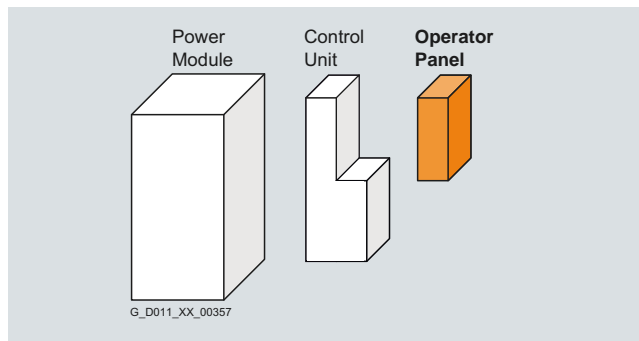 Power
Module
Control
Unit
Operator
Panel
G_D011_XX_00357